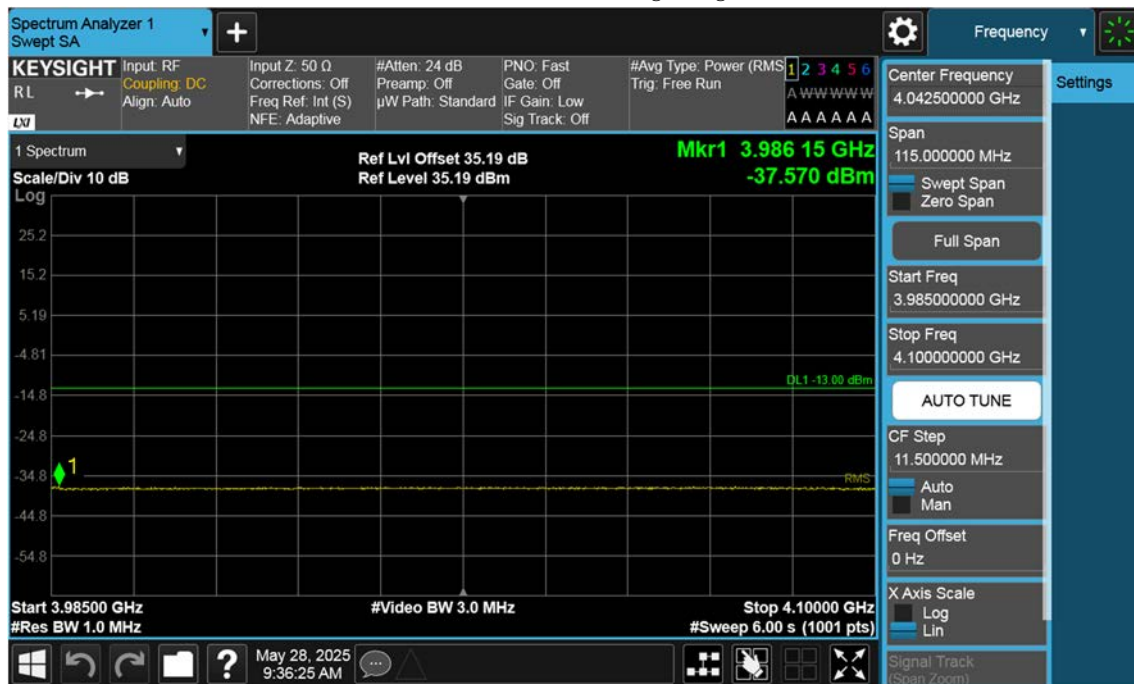 Spectrum Analyzer 1
Swept SA
Frequency
KEYSIGHT
RL
LXI
Input: RF
Coupling: DC
Align: Auto
Input Z: 50 Ω
Corrections: Off
Freq Ref: Int (S)
NFE: Adaptive
#Atten: 24 dB
Preamp: Off
µW Path: Standard
PNO: Fast
Gate: Off
IF Gain: Low
Sig Track: Off
#Avg Type: Power (RMS
Trig: Free Run
1 2 3 4 5 6
A W W W W W
A A A A A A
1 Spectrum
Scale/Div 10 dB
Log
Ref Lvl Offset 35.19 dB
Ref Level 35.19 dBm
Mkr1 3.986 15 GHz
-37.570 dBm
25.2
15.2
5.19
-4.81
-14.8
-24.8
-34.8
-44.8
-54.8
DL1 -13.00 dBm
1
RMS
Start 3.98500 GHz
#Res BW 1.0 MHz
#Video BW 3.0 MHz
Stop 4.10000 GHz
#Sweep 6.00 s (1001 pts)
?
May 28, 2025
9:36:25 AM
Center Frequency
4.042500000 GHz
Span
115.000000 MHz
Swept Span
Zero Span
Full Span
Start Freq
3.985000000 GHz
Stop Freq
4.100000000 GHz
AUTO TUNE
CF Step
11.500000 MHz
Auto
Man
Freq Offset
0 Hz
X Axis Scale
Log
Lin
Signal Track
(Span Zoom)
Settings